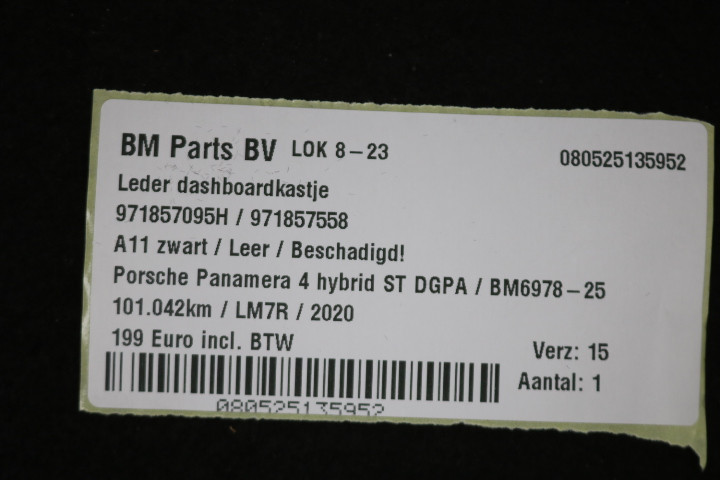 BM Parts BV LOK 8-23 080525135952
Leder dashboardkastje
971857095H / 971857558
A11 zwart / Leer / Beschadigd!
Porsche Panamera 4 hybrid ST DGPA / BM6978-25
101.042km / LM7R / 2020
199 Euro incl. BTW
Verz: 15
Aantal: 1
080525135952